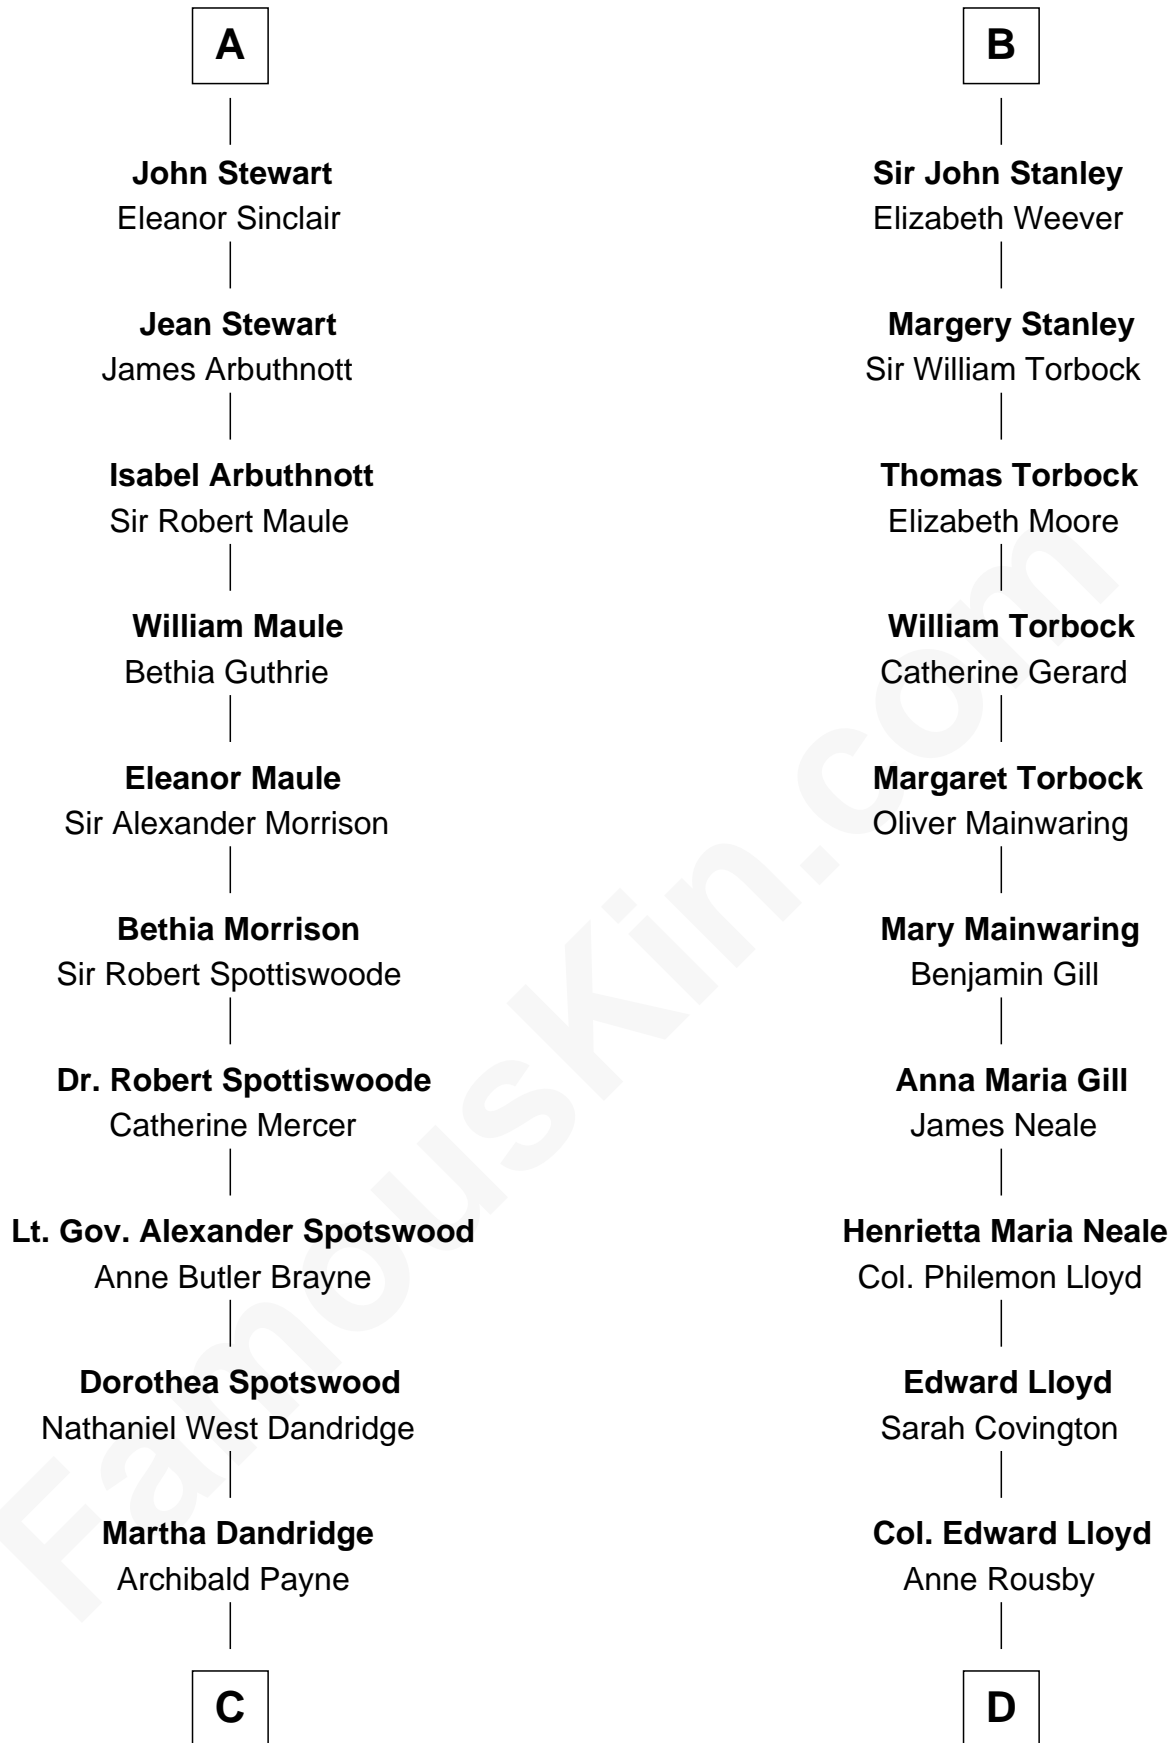 A
John Stewart
Eleanor Sinclair
Jean Stewart
James Arbuthnott
Isabel Arbuthnott
Sir Robert Maule
William Maule
Bethia Guthrie
Eleanor Maule
Sir Alexander Morrison
Bethia Morrison
Sir Robert Spottiswoode
Dr. Robert Spottiswoode
Catherine Mercer
Lt. Gov. Alexander Spotswood
Anne Butler Brayne
Dorothea Spotswood
Nathaniel West Dandridge
Martha Dandridge
Archibald Payne
C
B
Sir John Stanley
Elizabeth Weever
Margery Stanley
Sir William Torbock
Thomas Torbock
Elizabeth Moore
William Torbock
Catherine Gerard
Margaret Torbock
Oliver Mainwaring
Mary Mainwaring
Benjamin Gill
Anna Maria Gill
James Neale
Henrietta Maria Neale
Col. Philemon Lloyd
Edward Lloyd
Sarah Covington
Col. Edward Lloyd
Anne Rousby
D
FamousKin.com